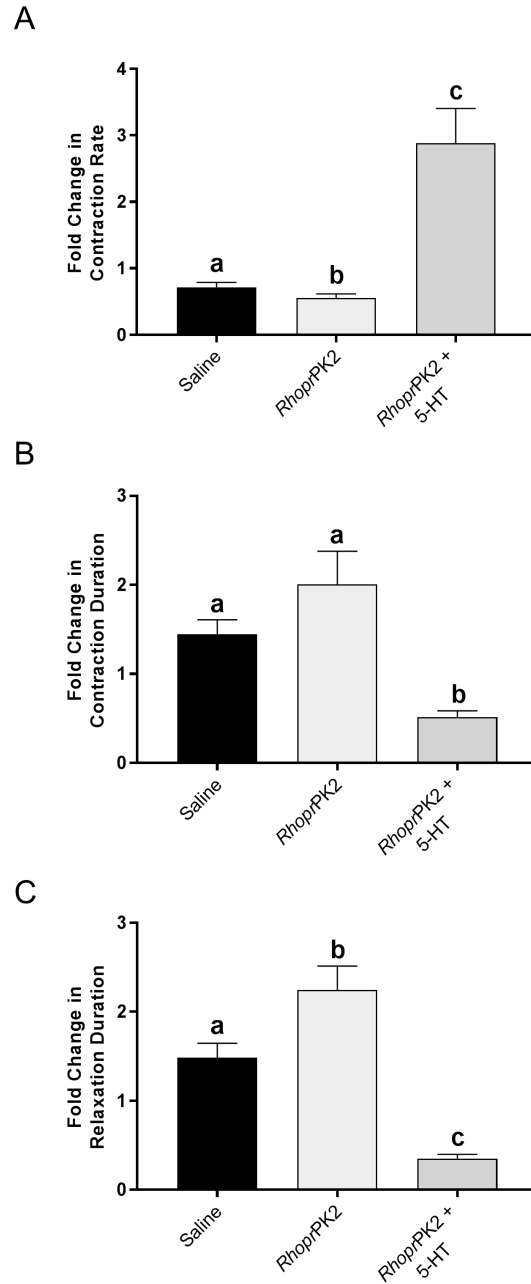 A
Fold Change in
Contraction Rate
4
3
2
1
0
a
b
c
Saline
RhoprPK2
RhoprPK2 +
5-HT
B
Fold Change in
Contraction Duration
3
2
1
0
a
a
b
Saline
RhoprPK2
RhoprPK2 +
5-HT
C
Fold Change in
Relaxation Duration
3
2
1
0
a
b
c
Saline
RhoprPK2
RhoprPK2 +
5-HT